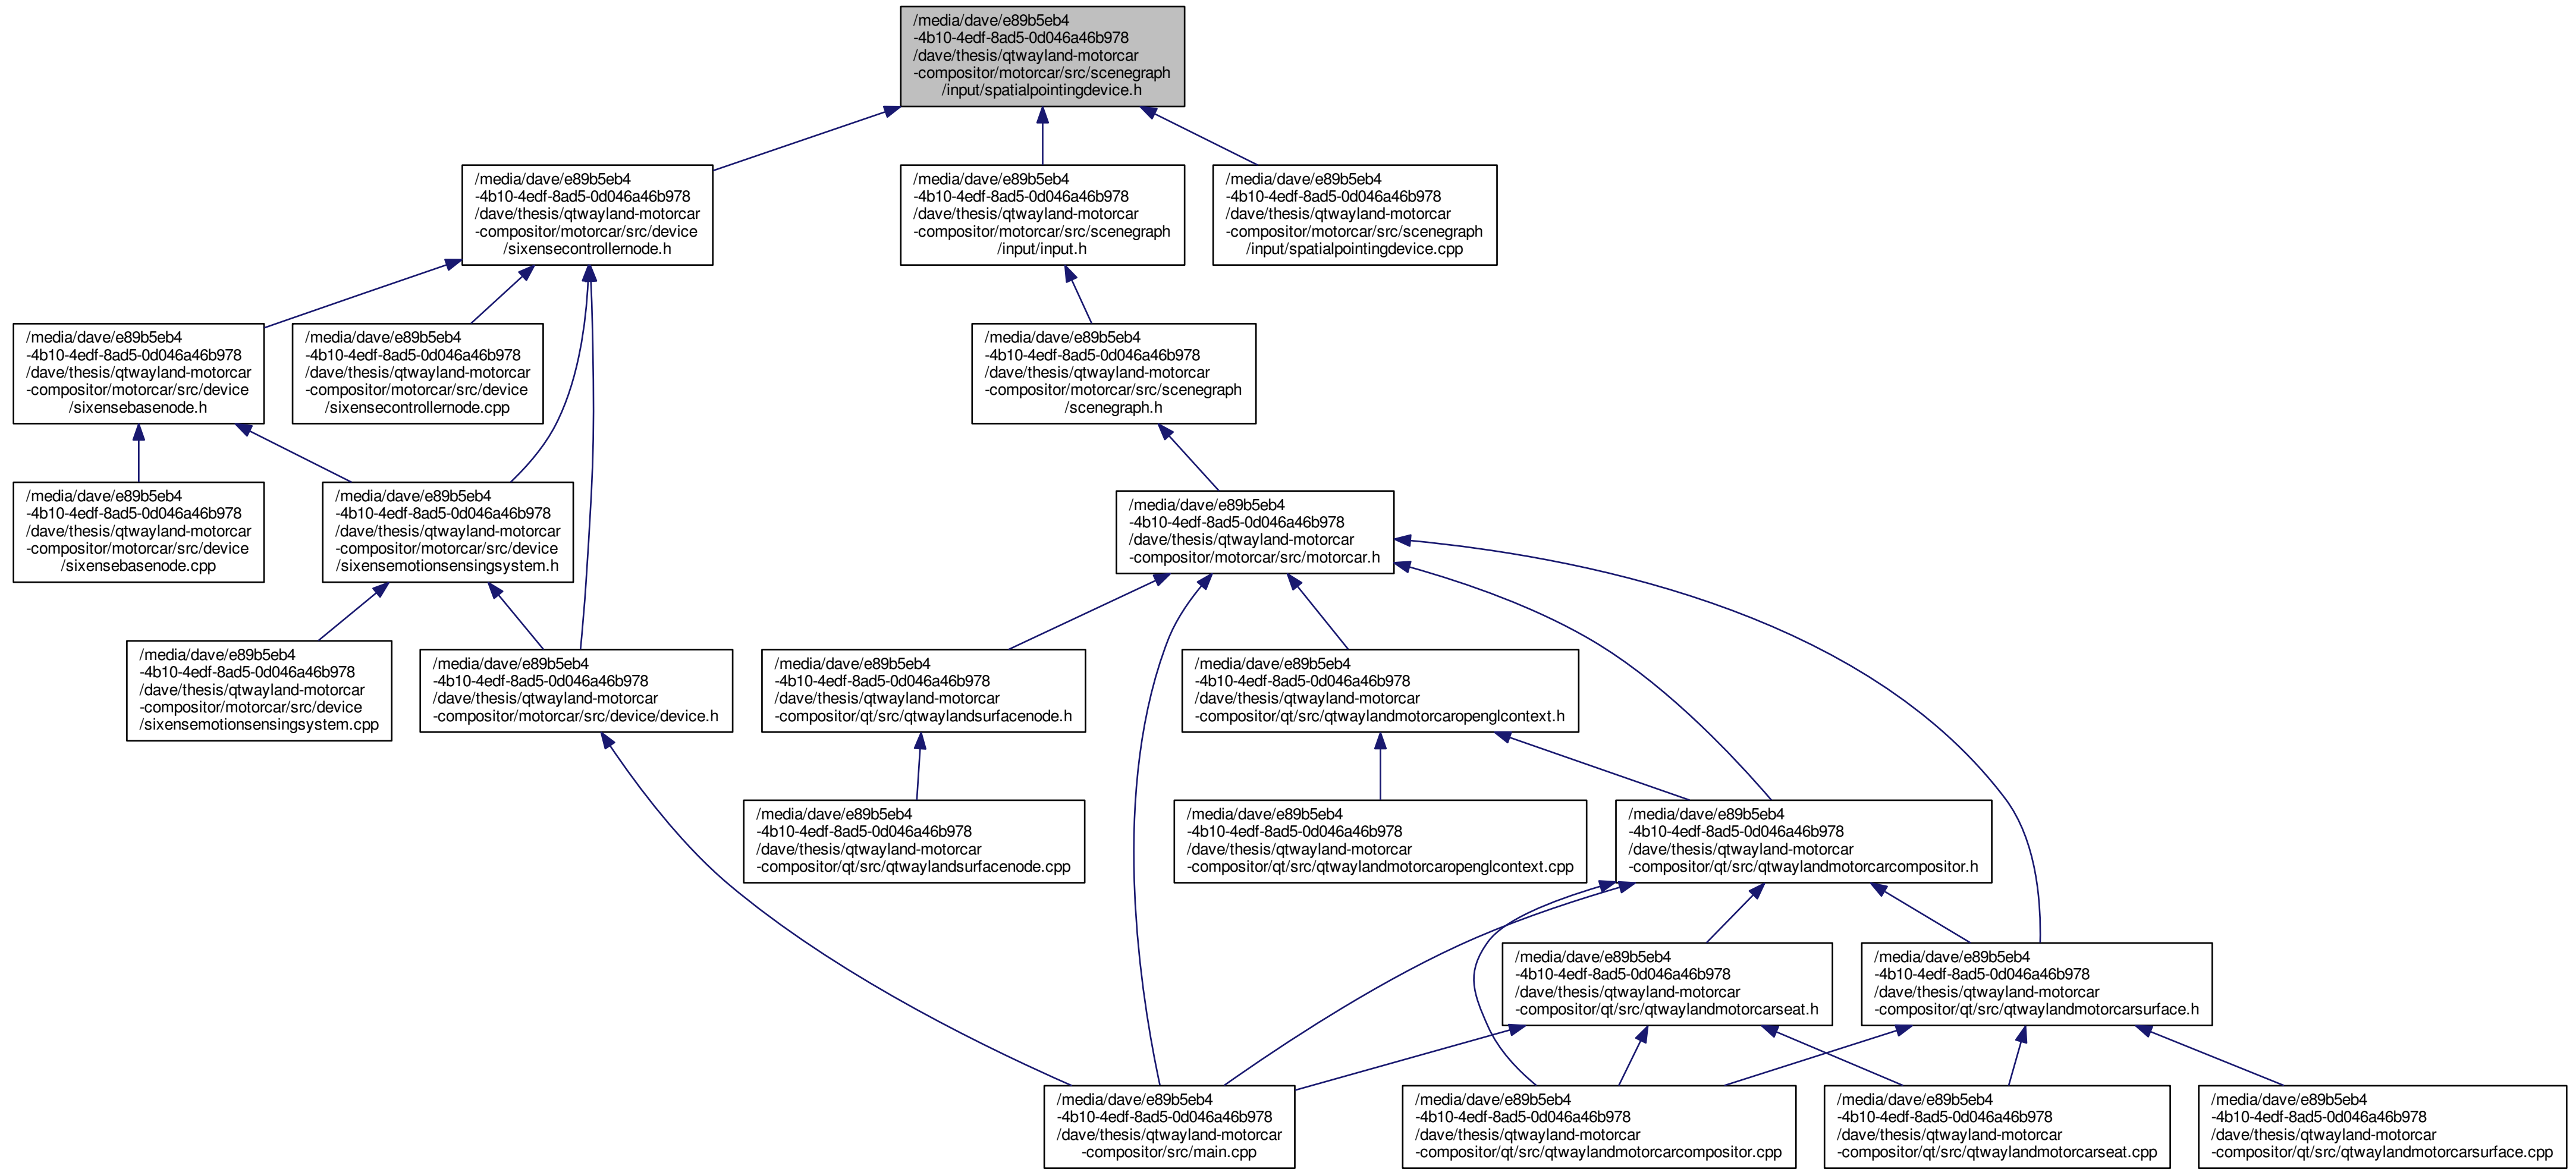 /media/dave/e89b5eb4
-4b10-4edf-8ad5-0d046a46b978
/dave/thesis/qtwayland-motorcar
-compositor/motorcar/src/scenegraph
/input/spatialpointingdevice.h
/media/dave/e89b5eb4
-4b10-4edf-8ad5-0d046a46b978
/dave/thesis/qtwayland-motorcar
-compositor/motorcar/src/device
/sixensecontrollernode.h
/media/dave/e89b5eb4
-4b10-4edf-8ad5-0d046a46b978
/dave/thesis/qtwayland-motorcar
-compositor/motorcar/src/scenegraph
/input/input.h
/media/dave/e89b5eb4
-4b10-4edf-8ad5-0d046a46b978
/dave/thesis/qtwayland-motorcar
-compositor/motorcar/src/scenegraph
/input/spatialpointingdevice.cpp
/media/dave/e89b5eb4
-4b10-4edf-8ad5-0d046a46b978
/dave/thesis/qtwayland-motorcar
-compositor/motorcar/src/device
/sixensebasenode.h
/media/dave/e89b5eb4
-4b10-4edf-8ad5-0d046a46b978
/dave/thesis/qtwayland-motorcar
-compositor/motorcar/src/device
/sixensecontrollernode.cpp
/media/dave/e89b5eb4
-4b10-4edf-8ad5-0d046a46b978
/dave/thesis/qtwayland-motorcar
-compositor/motorcar/src/scenegraph
/scenegraph.h
/media/dave/e89b5eb4
-4b10-4edf-8ad5-0d046a46b978
/dave/thesis/qtwayland-motorcar
-compositor/motorcar/src/device
/sixensebasenode.cpp
/media/dave/e89b5eb4
-4b10-4edf-8ad5-0d046a46b978
/dave/thesis/qtwayland-motorcar
-compositor/motorcar/src/device
/sixensemotionsensingsystem.h
/media/dave/e89b5eb4
-4b10-4edf-8ad5-0d046a46b978
/dave/thesis/qtwayland-motorcar
-compositor/motorcar/src/motorcar.h
/media/dave/e89b5eb4
-4b10-4edf-8ad5-0d046a46b978
/dave/thesis/qtwayland-motorcar
-compositor/motorcar/src/device
/sixensemotionsensingsystem.cpp
/media/dave/e89b5eb4
-4b10-4edf-8ad5-0d046a46b978
/dave/thesis/qtwayland-motorcar
-compositor/motorcar/src/device/device.h
/media/dave/e89b5eb4
-4b10-4edf-8ad5-0d046a46b978
/dave/thesis/qtwayland-motorcar
-compositor/qt/src/qtwaylandsurfacenode.h
/media/dave/e89b5eb4
-4b10-4edf-8ad5-0d046a46b978
/dave/thesis/qtwayland-motorcar
-compositor/qt/src/qtwaylandmotorcaropenglcontext.h
/media/dave/e89b5eb4
-4b10-4edf-8ad5-0d046a46b978
/dave/thesis/qtwayland-motorcar
-compositor/qt/src/qtwaylandsurfacenode.cpp
/media/dave/e89b5eb4
-4b10-4edf-8ad5-0d046a46b978
/dave/thesis/qtwayland-motorcar
-compositor/qt/src/qtwaylandmotorcaropenglcontext.cpp
/media/dave/e89b5eb4
-4b10-4edf-8ad5-0d046a46b978
/dave/thesis/qtwayland-motorcar
-compositor/qt/src/qtwaylandmotorcarcompositor.h
/media/dave/e89b5eb4
-4b10-4edf-8ad5-0d046a46b978
/dave/thesis/qtwayland-motorcar
-compositor/qt/src/qtwaylandmotorcarseat.h
/media/dave/e89b5eb4
-4b10-4edf-8ad5-0d046a46b978
/dave/thesis/qtwayland-motorcar
-compositor/qt/src/qtwaylandmotorcarsurface.h
/media/dave/e89b5eb4
-4b10-4edf-8ad5-0d046a46b978
/dave/thesis/qtwayland-motorcar
-compositor/src/main.cpp
/media/dave/e89b5eb4
-4b10-4edf-8ad5-0d046a46b978
/dave/thesis/qtwayland-motorcar
-compositor/qt/src/qtwaylandmotorcarcompositor.cpp
/media/dave/e89b5eb4
-4b10-4edf-8ad5-0d046a46b978
/dave/thesis/qtwayland-motorcar
-compositor/qt/src/qtwaylandmotorcarseat.cpp
/media/dave/e89b5eb4
-4b10-4edf-8ad5-0d046a46b978
/dave/thesis/qtwayland-motorcar
-compositor/qt/src/qtwaylandmotorcarsurface.cpp